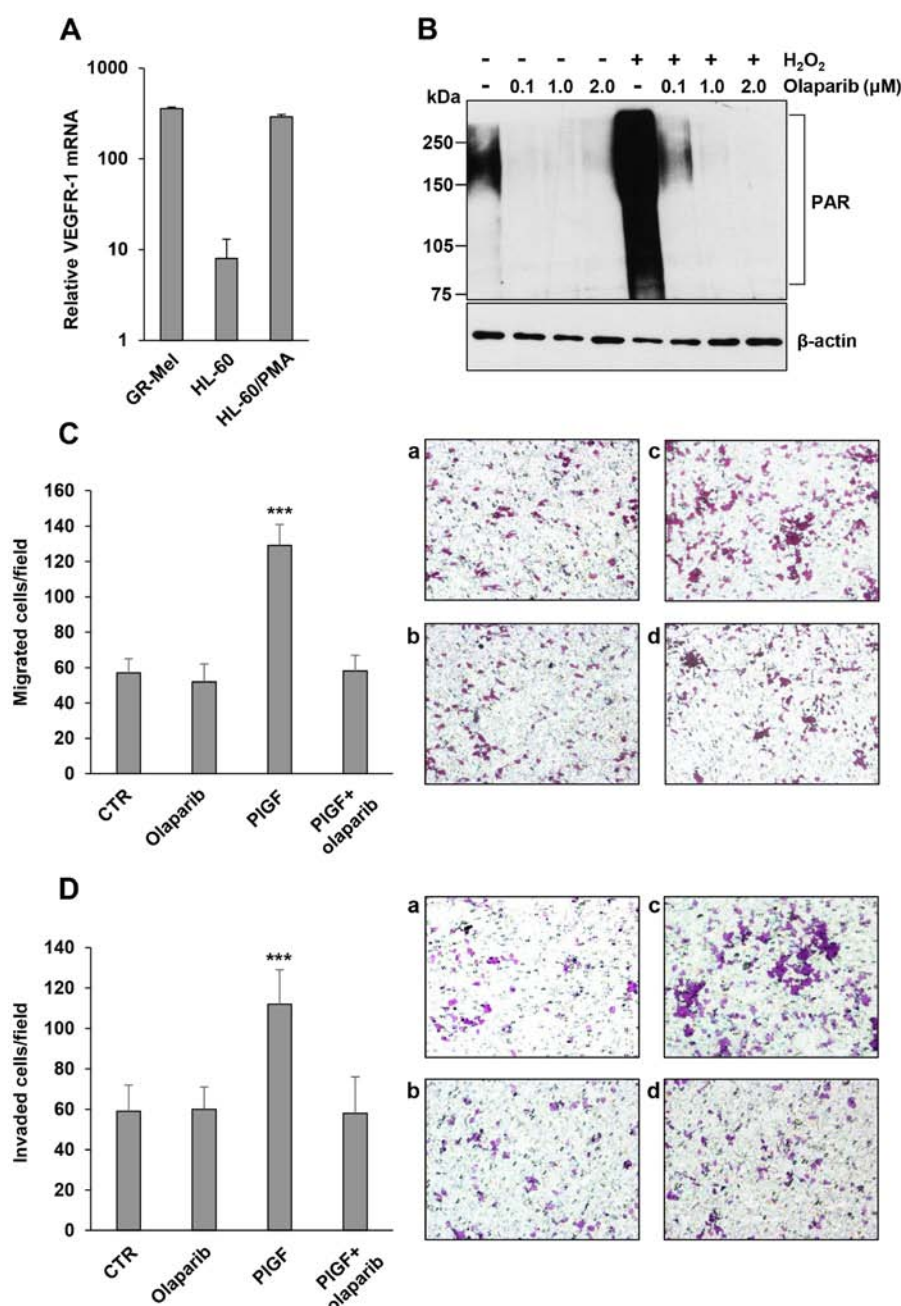 A
Relative VEGFR-1 mRNA
1000
100
10
1
GR-Mel
HL-60
HL-60/PMA
B
- - - - + + + + H₂O₂
- 0.1 1.0 2.0 - 0.1 1.0 2.0 Olaparib (µM)
kDa
250
150
105
75
PAR
β-actin
C
Migrated cells/field
160
140
120
100
80
60
40
20
0
***
CTR
Olaparib
PlGF
PlGF+
olaparib
a
c
b
d
D
Invaded cells/field
140
120
100
80
60
40
20
0
***
CTR
Olaparib
PlGF
PlGF+
olaparib
a
c
b
d